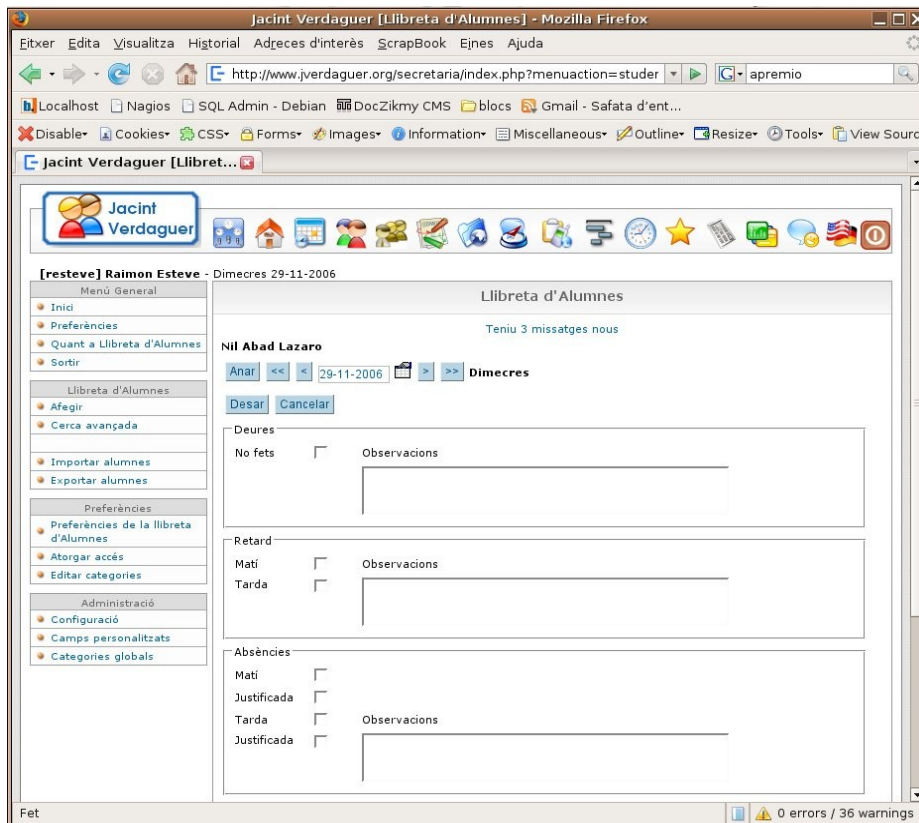 Jacint Verdaguer [Llibreta d'Alumnes] - Mozilla Firefox
Eitxer Edita Visualitza Historial Adreces d'interès ScrapBook Eines Ajuda
http://www.jverdaguer.org/secretaria/index.php?menuaction=studer
G apremio
Localhost Nagios SQL Admin - Debian DocZikmy CMS blocs Gmail - Safata d'ent...
Disable Cookies CSS Forms Images Information Miscellaneous Outline Resize Tools View Sourc
Jacint Verdaguer [Llibret...
Jacint
Verdaguer
[resteve] Raimon Esteve - Dimecres 29-11-2006
Menú General
Inici
Preferències
Quant a Llibreta d'Alumnes
Sortir
Llibreta d'Alumnes
Afegir
Cerca avançada
Importar alumnes
Exportar alumnes
Preferències
Preferències de la llibreta
d'Alumnes
Atorgar accés
Editar categories
Administració
Configuració
Camps personalitzats
Categories globals
Llibreta d'Alumnes
Teniu 3 missatges nous
Nil Abad Lazaro
Anar << < 29-11-2006 > >> Dimecres
Desar Cancelar
Deures
No fets Observacions
Retard
Matí Observacions
Tarda
Absències
Matí
Justificada
Tarda Observacions
Justificada
Fet 0 errors / 36 warnings